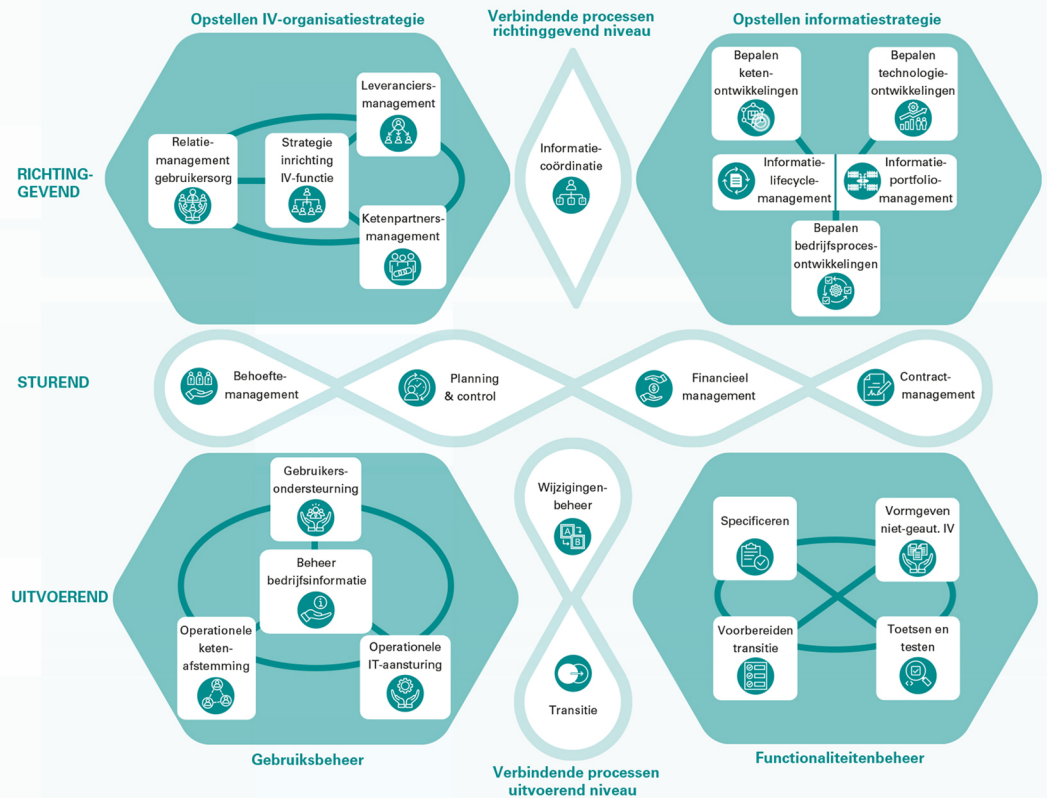 Opstellen IV-organisatiestrategie
Verbindende processen
richtinggevend niveau
Opstellen informatiestrategie
RICHTING-
GEVEND
Leveranciers-
management
Relatie-
management
gebruikersorg
Strategie
inrichting
IV-functie
Ketenpartners-
management
Informatie-
coördinatie
Bepalen
keten-
ontwikkelingen
Bepalen
technologie-
ontwikkelingen
Informatie-
lifecycle-
management
Informatie-
portfolio-
management
Bepalen
bedrijfsproces-
ontwikkelingen
STUREND
Behoefte-
management
Planning
& control
Financieel
management
Contract-
management
UITVOEREND
Gebruikers-
ondersteurning
Beheer
bedrijfsinformatie
Operationele
keten-
afstemming
Operationele
IT-aansturing
Gebruiksbeheer
Wijzigingen-
beheer
A
B
Transitie
Verbindende processen
uitvoerend niveau
Specificeren
Vormgeven
niet-geaut. IV
Voorbereiden
transitie
Toetsen en
testen
Functionaliteitenbeheer